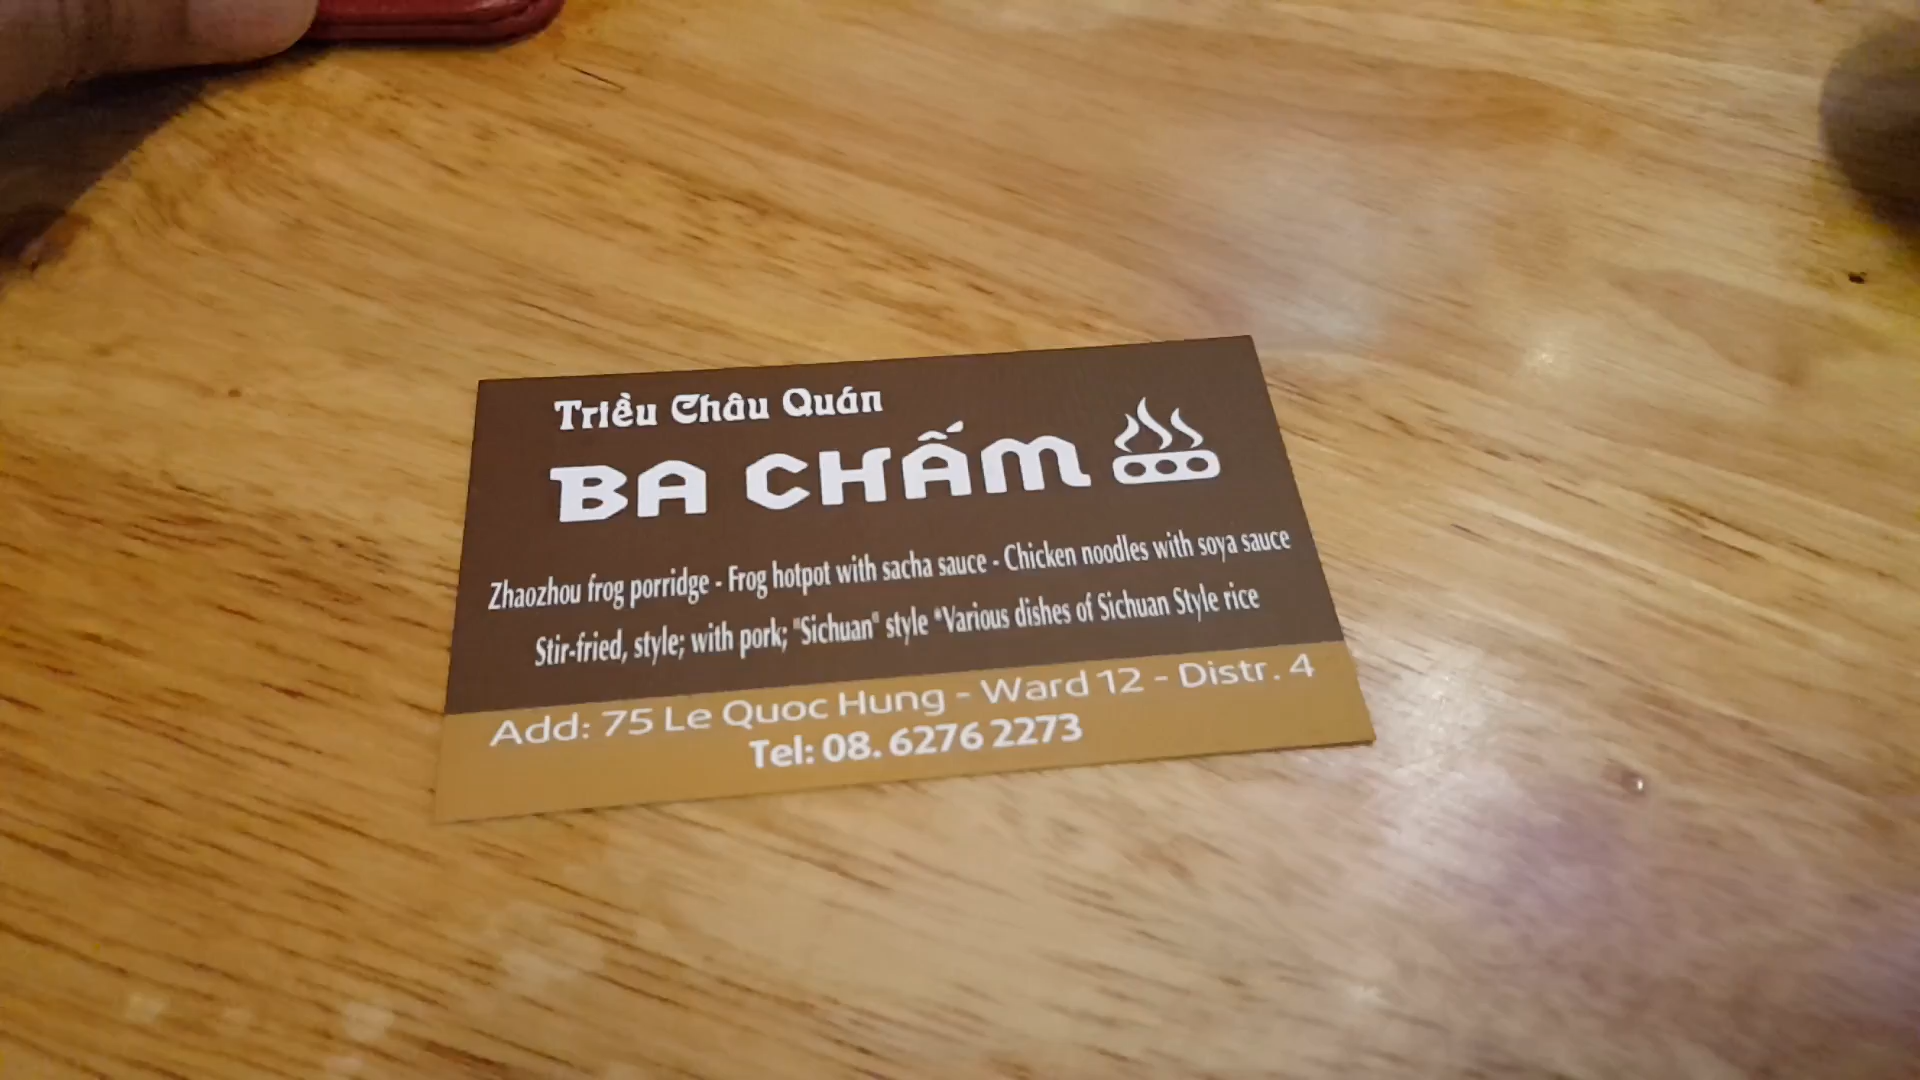 Triều Châu Quán
BA CHẤM
Zhaozhou frog porridge - Frog hotpot with sacha sauce - Chicken noodles with soya sauce
Stir-fried, style; with pork; "Sichuan" style *Various dishes of Sichuan Style rice
Add: 75 Le Quoc Hung - Ward 12 - Distr. 4
Tel: 08. 6276 2273